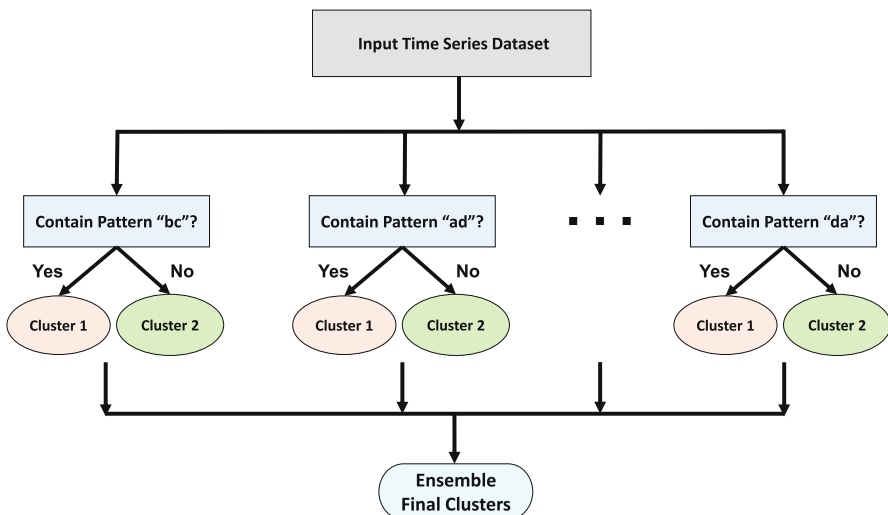 Input Time Series Dataset
Contain Pattern “bc”?
Contain Pattern “ad”?
Contain Pattern “da”?
Yes
No
Yes
No
Yes
No
Cluster 1
Cluster 2
Cluster 1
Cluster 2
Cluster 1
Cluster 2
Ensemble
Final Clusters